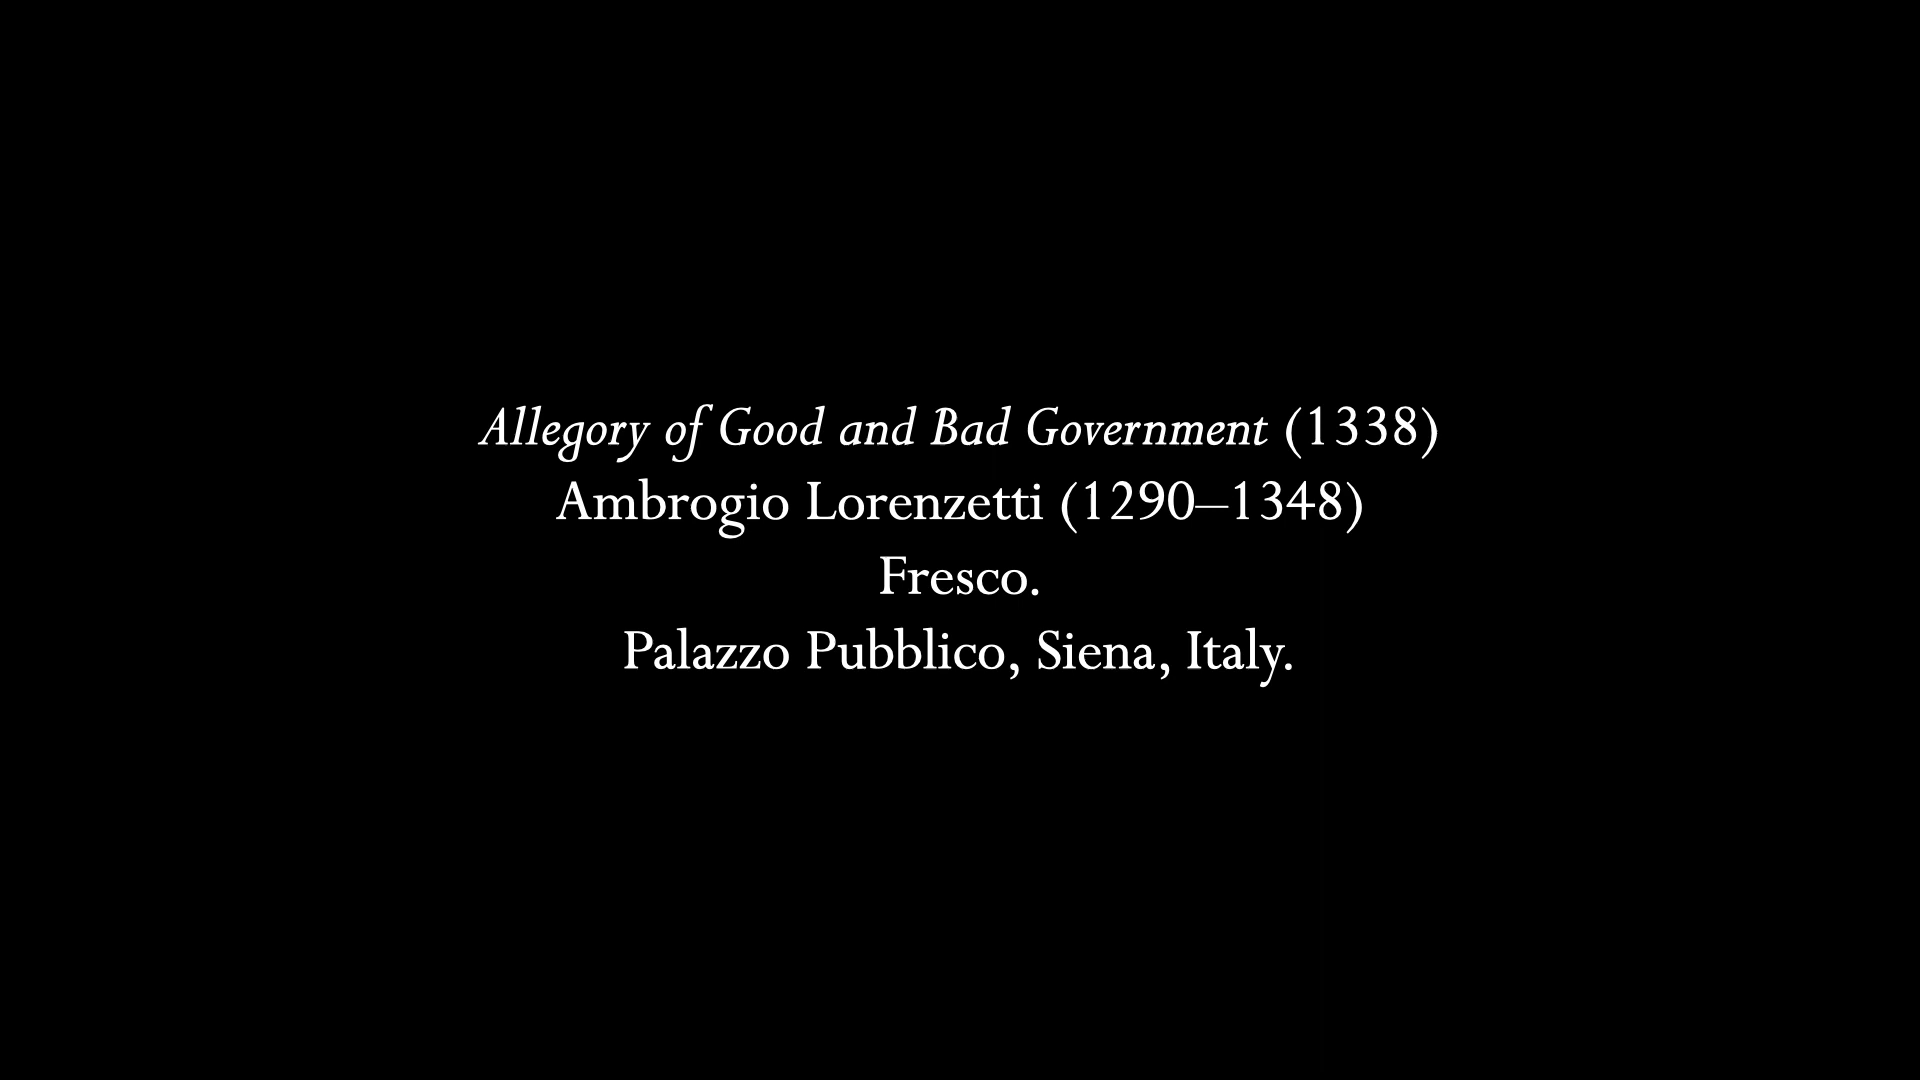 Allegory of Good and Bad Government (1338)
Ambrogio Lorenzetti (1290–1348)
Fresco.
Palazzo Pubblico, Siena, Italy.